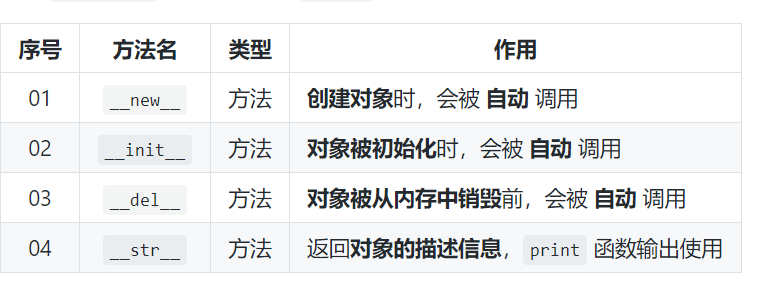 序号 方法名 类型 作用
01 __new__ 方法 创建对象时，会被 自动 调用
02 __init__ 方法 对象被初始化时，会被 自动 调用
03 __del__ 方法 对象被从内存中销毁前，会被 自动 调用
04 __str__ 方法 返回对象的描述信息，print 函数输出使用